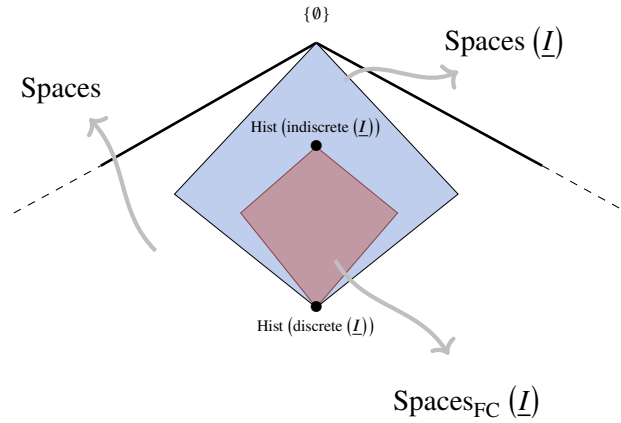 {∅}
Spaces (I)
Spaces
Hist (indiscrete (I))
Hist (discrete (I))
Spaces_FC (I)